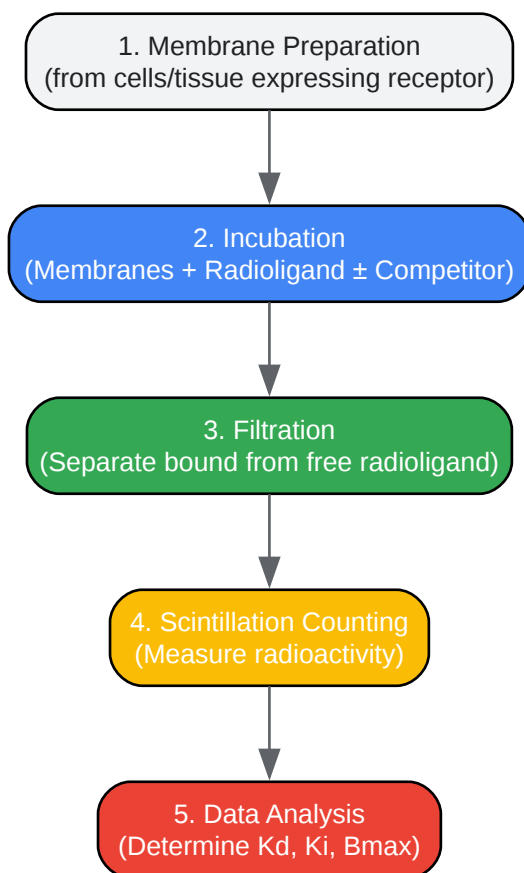 1. Membrane Preparation
(from cells/tissue expressing receptor)
2. Incubation
(Membranes + Radioligand ± Competitor)
3. Filtration
(Separate bound from free radioligand)
4. Scintillation Counting
(Measure radioactivity)
5. Data Analysis
(Determine Kd, Ki, Bmax)